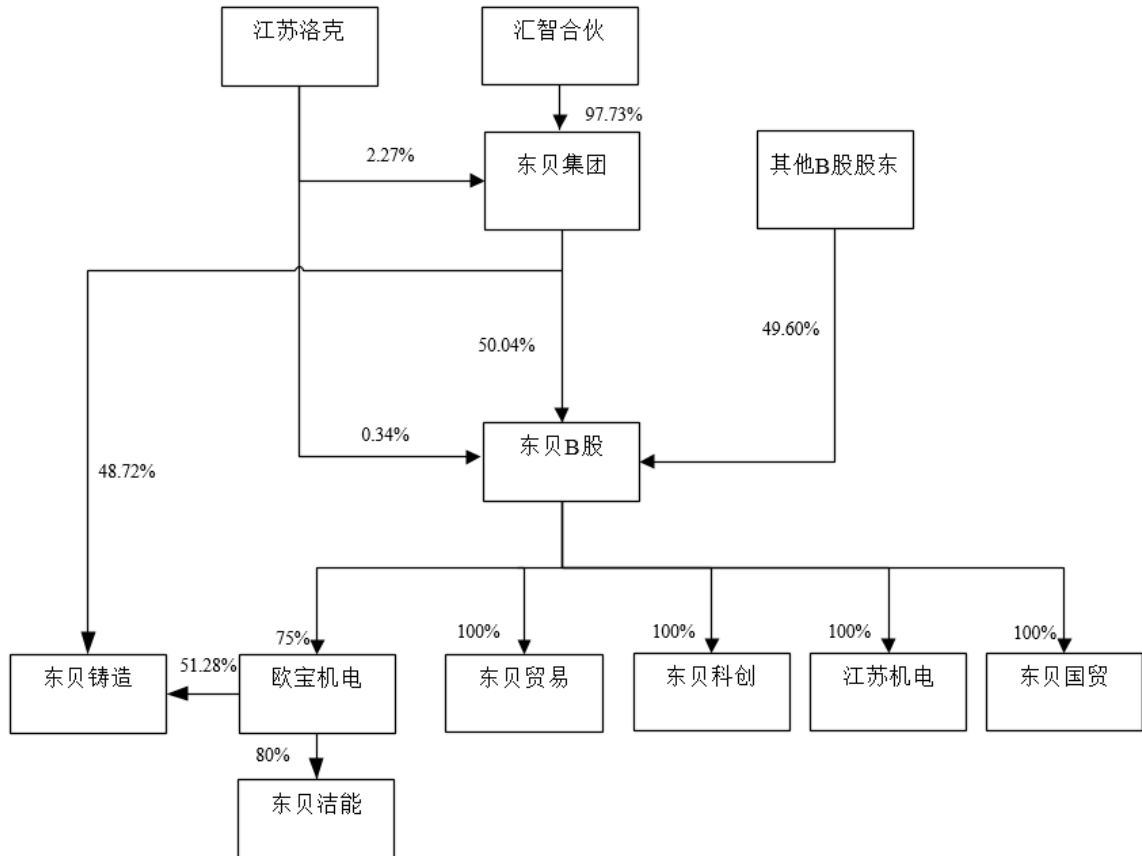 江苏洛克
汇智合伙
97.73%
东贝集团
其他B股股东
2.27%
50.04%
49.60%
0.34%
东贝B股
48.72%
75%
100%
100%
100%
100%
东贝铸造
51.28%
欧宝机电
东贝贸易
东贝科创
江苏机电
东贝国贸
80%
东贝洁能